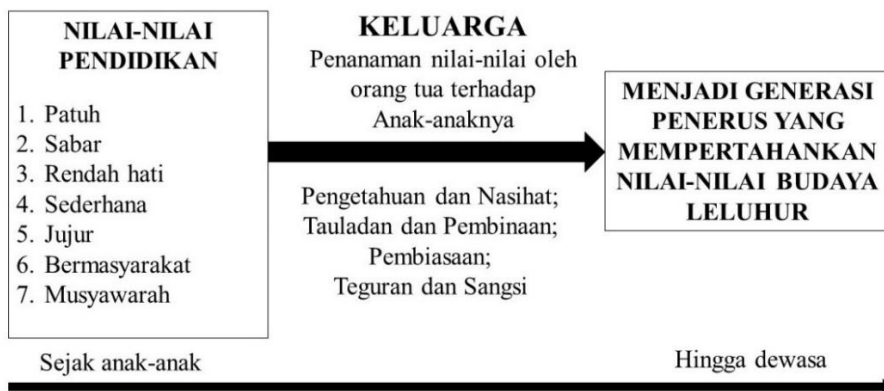 NILAI-NILAI
PENDIDIKAN
1. Patuh
2. Sabar
3. Rendah hati
4. Sederhana
5. Jujur
6. Bermasyarakat
7. Musyawarah
KELUARGA
Penanaman nilai-nilai oleh
orang tua terhadap
Anak-anaknya
Pengetahuan dan Nasihat;
Tauladan dan Pembinaan;
Pembiasaan;
Teguran dan Sangsi
MENJADI GENERASI
PENERUS YANG
MEMPERTAHANKAN
NILAI-NILAI BUDAYA
LELUHUR
Sejak anak-anak
Hingga dewasa